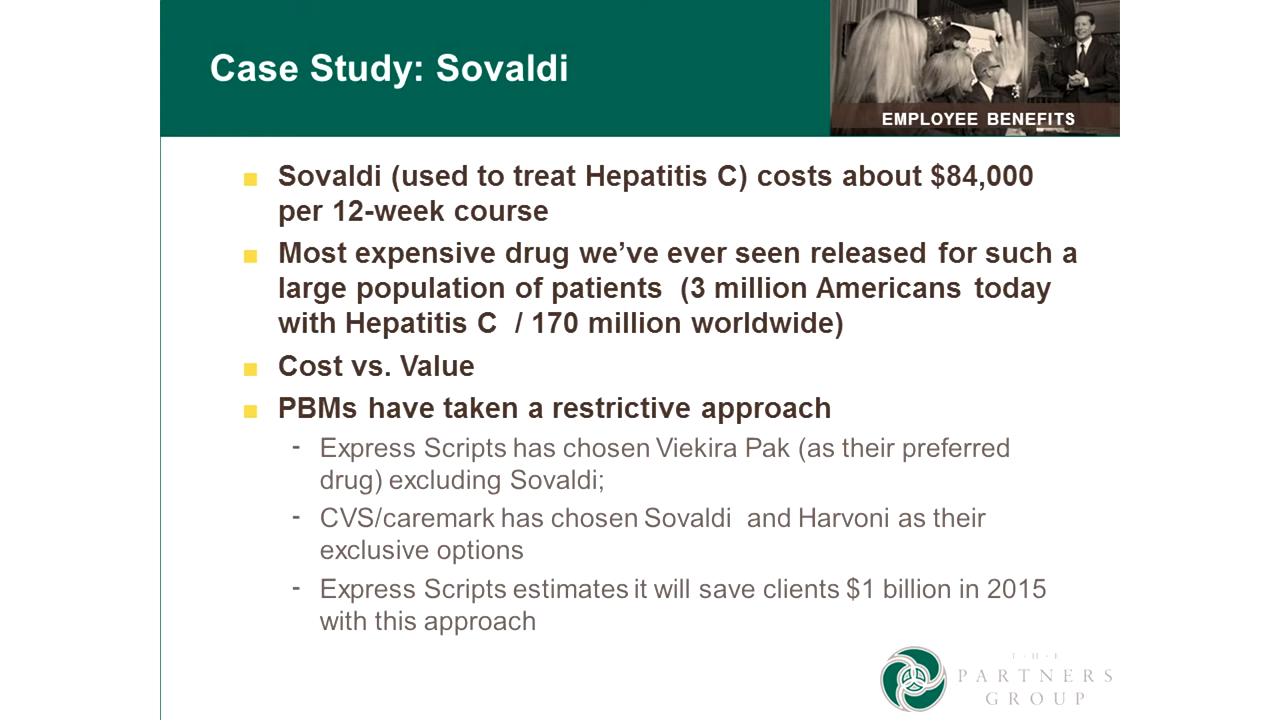 Case Study: Sovaldi
EMPLOYEE BENEFITS
■ Sovaldi (used to treat Hepatitis C) costs about $84,000
per 12-week course
■ Most expensive drug we’ve ever seen released for such a
large population of patients  (3 million Americans today
with Hepatitis C  / 170 million worldwide)
■ Cost vs. Value
■ PBMs have taken a restrictive approach
- Express Scripts has chosen Viekira Pak (as their preferred
drug) excluding Sovaldi;
- CVS/caremark has chosen Sovaldi  and Harvoni as their
exclusive options
- Express Scripts estimates it will save clients $1 billion in 2015
with this approach
T·H·E
PARTNERS
GROUP